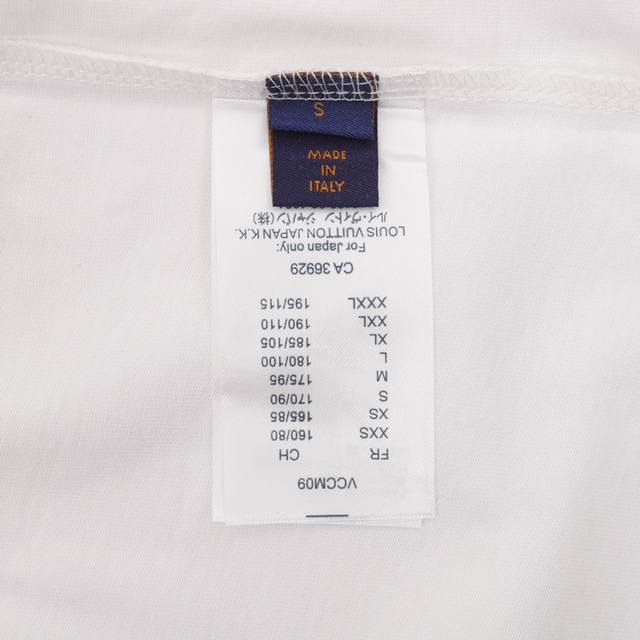 S
MADE
IN
ITALY
VCCM09
FR CH
XXS 160/80
XS 165/85
S 170/90
M 175/95
L 180/100
XL 185/105
XXL 190/110
XXXL 195/115
CA 36929
For Japan only:
LOUIS VUITTON JAPAN K.K.
ルイ・ヴィトン ジャパン(株)